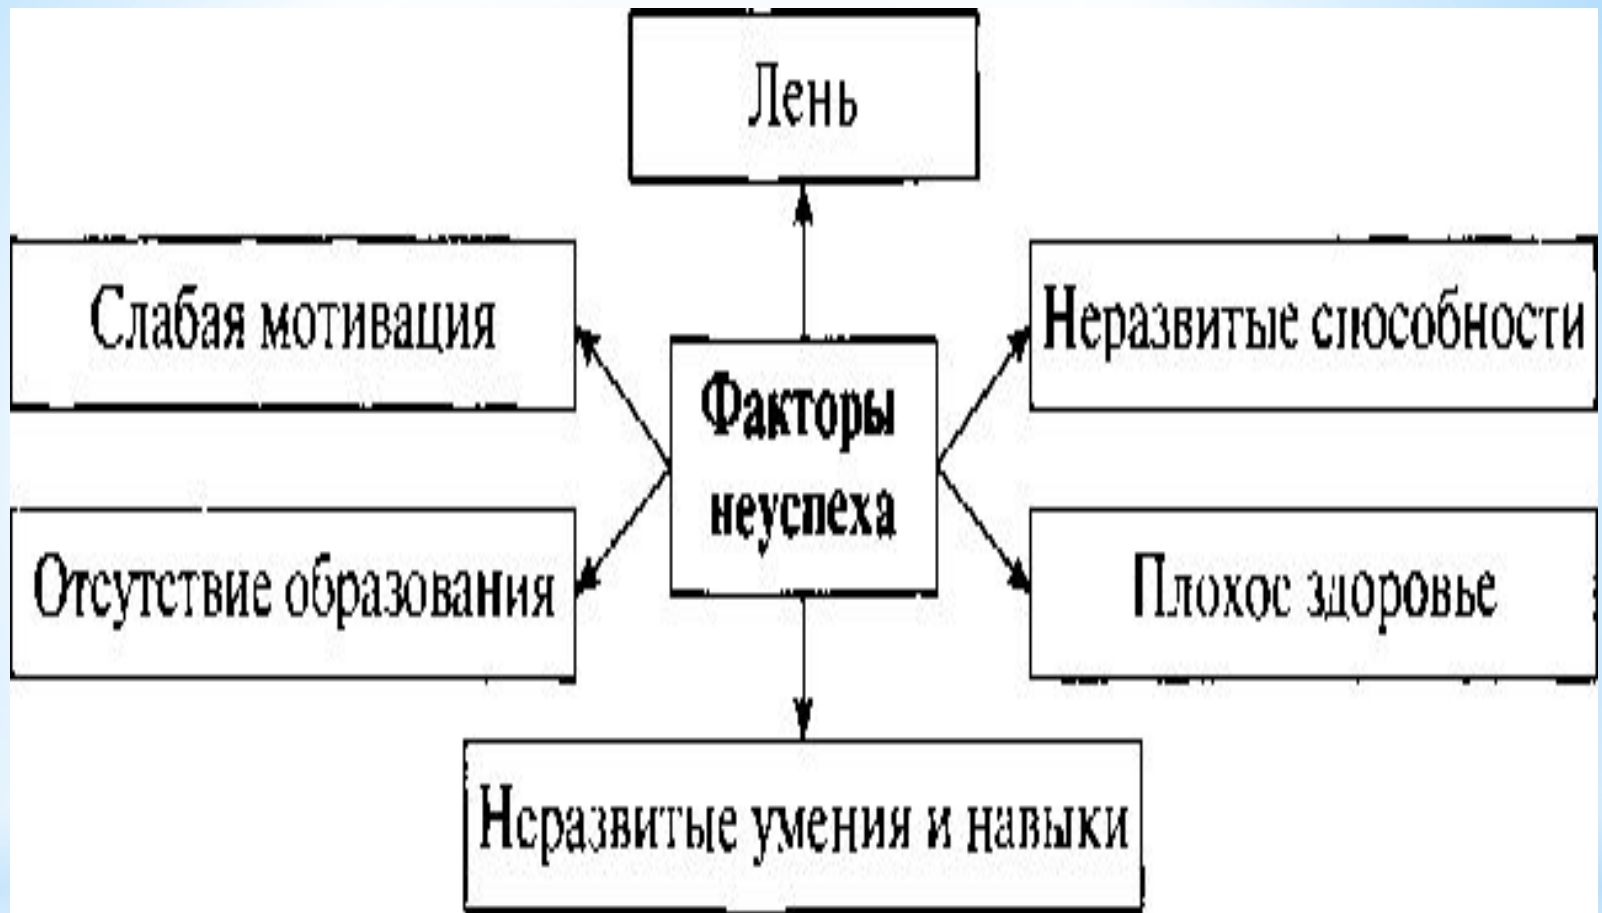 Лень
Слабая мотивация
Неразвитые способности
Факторы
неуспеха
Отсутствие образования
Плохое здоровье
Неразвитые умения и навыки